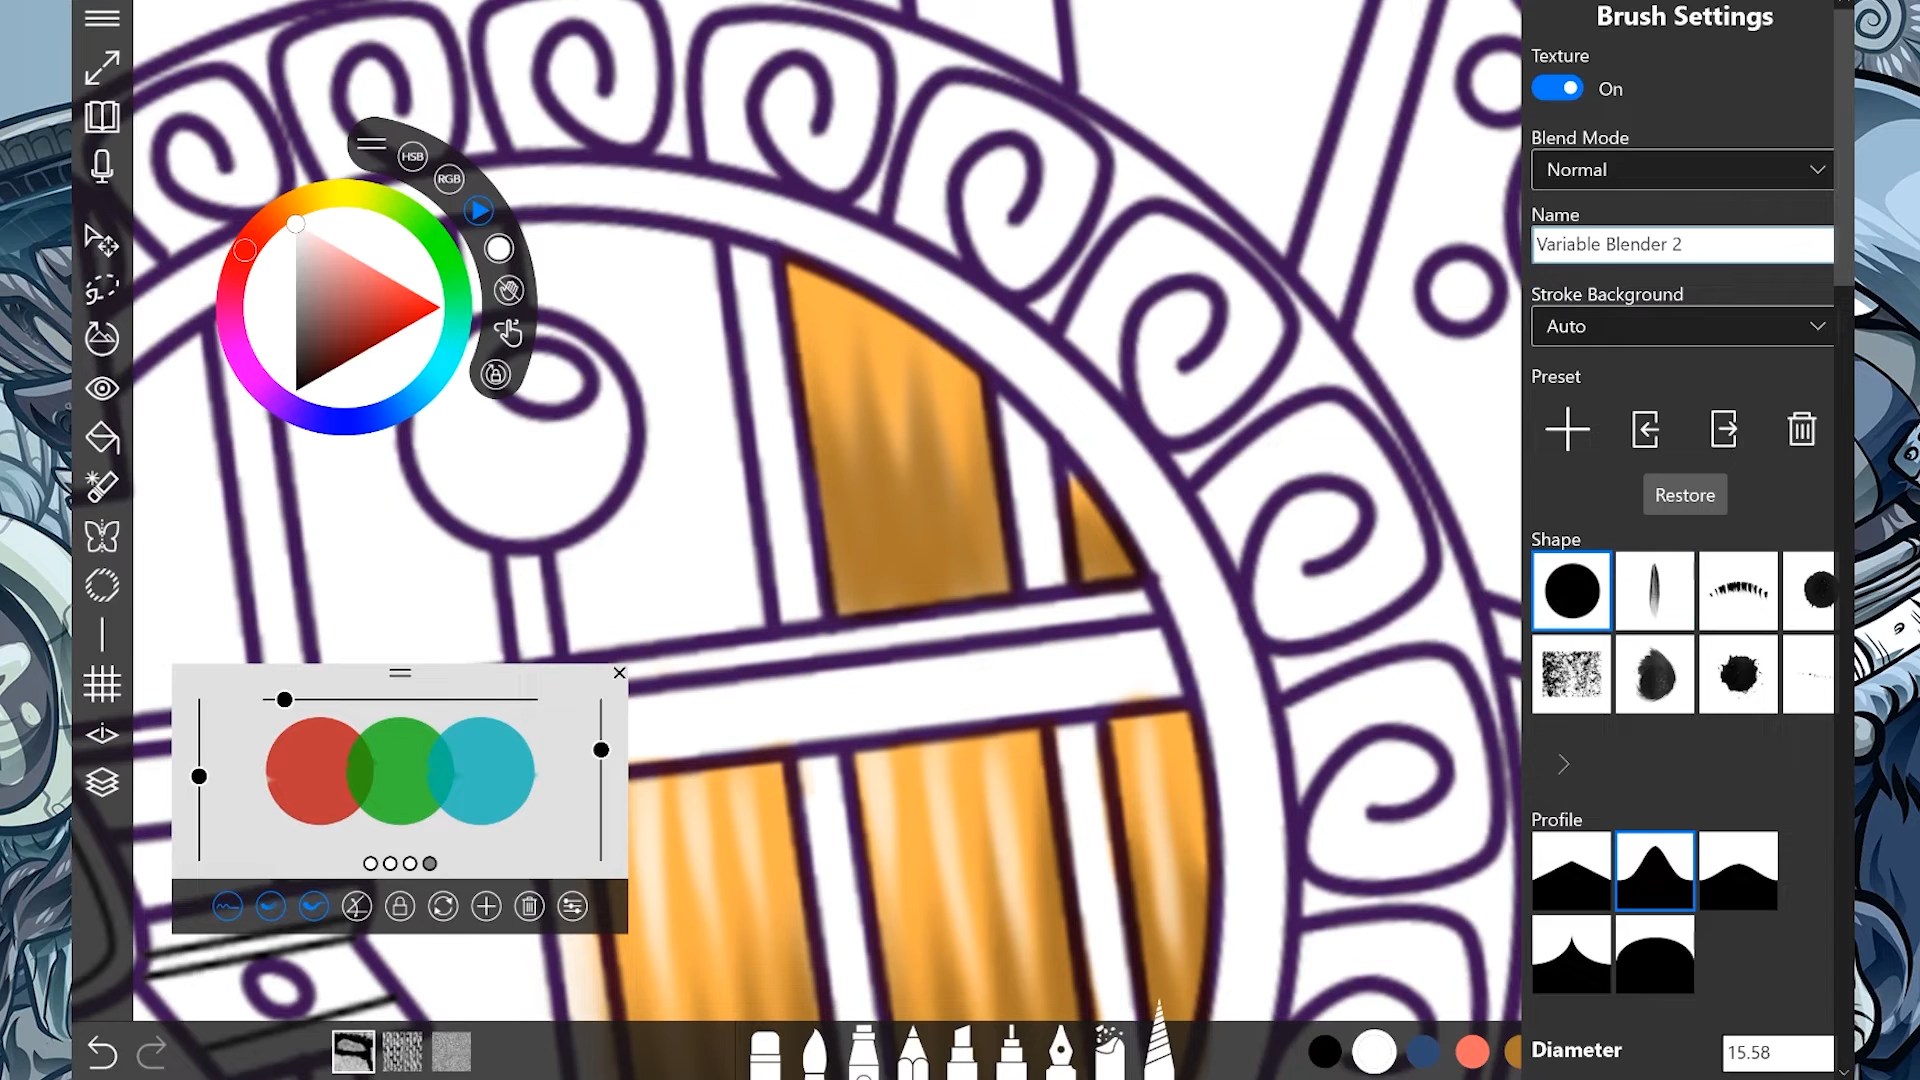 Brush Settings
Texture
On
Blend Mode
Normal
Name
Variable Blender 2
Stroke Background
Auto
Preset
Restore
Shape
Profile
Diameter
15.58
HSB
RGB